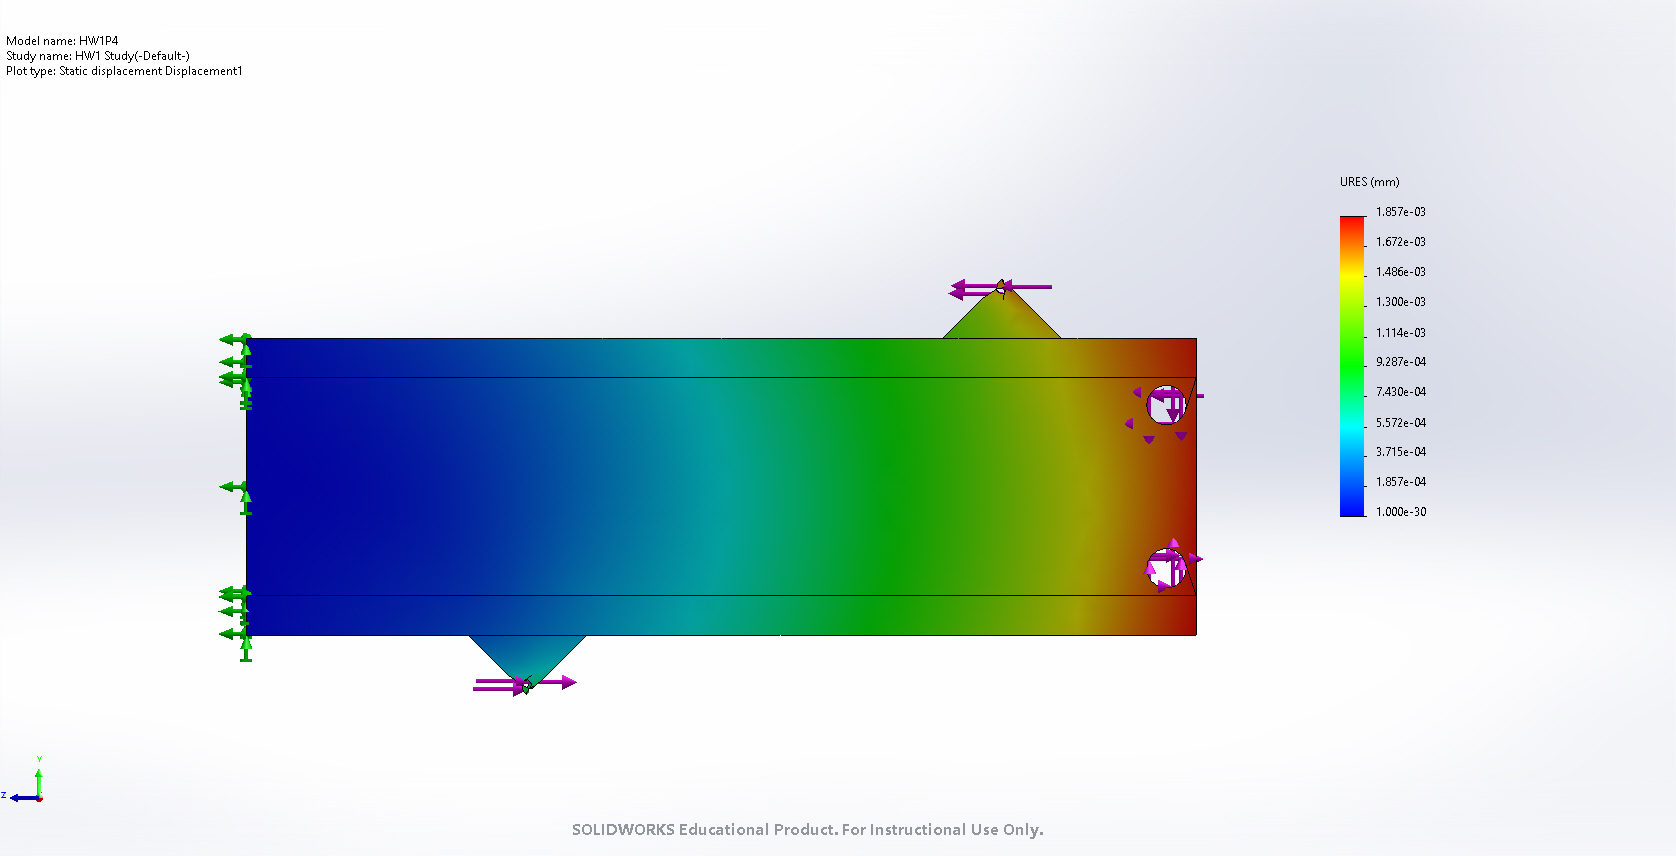 Model name: HW1P4
Study name: HW1 Study(-Default-)
Plot type: Static displacement Displacement1
URES (mm)
1.857e-03
1.672e-03
1.486e-03
1.300e-03
1.114e-03
9.287e-04
7.430e-04
5.572e-04
3.715e-04
1.857e-04
1.000e-30
Y
Z
SOLIDWORKS Educational Product. For Instructional Use Only.